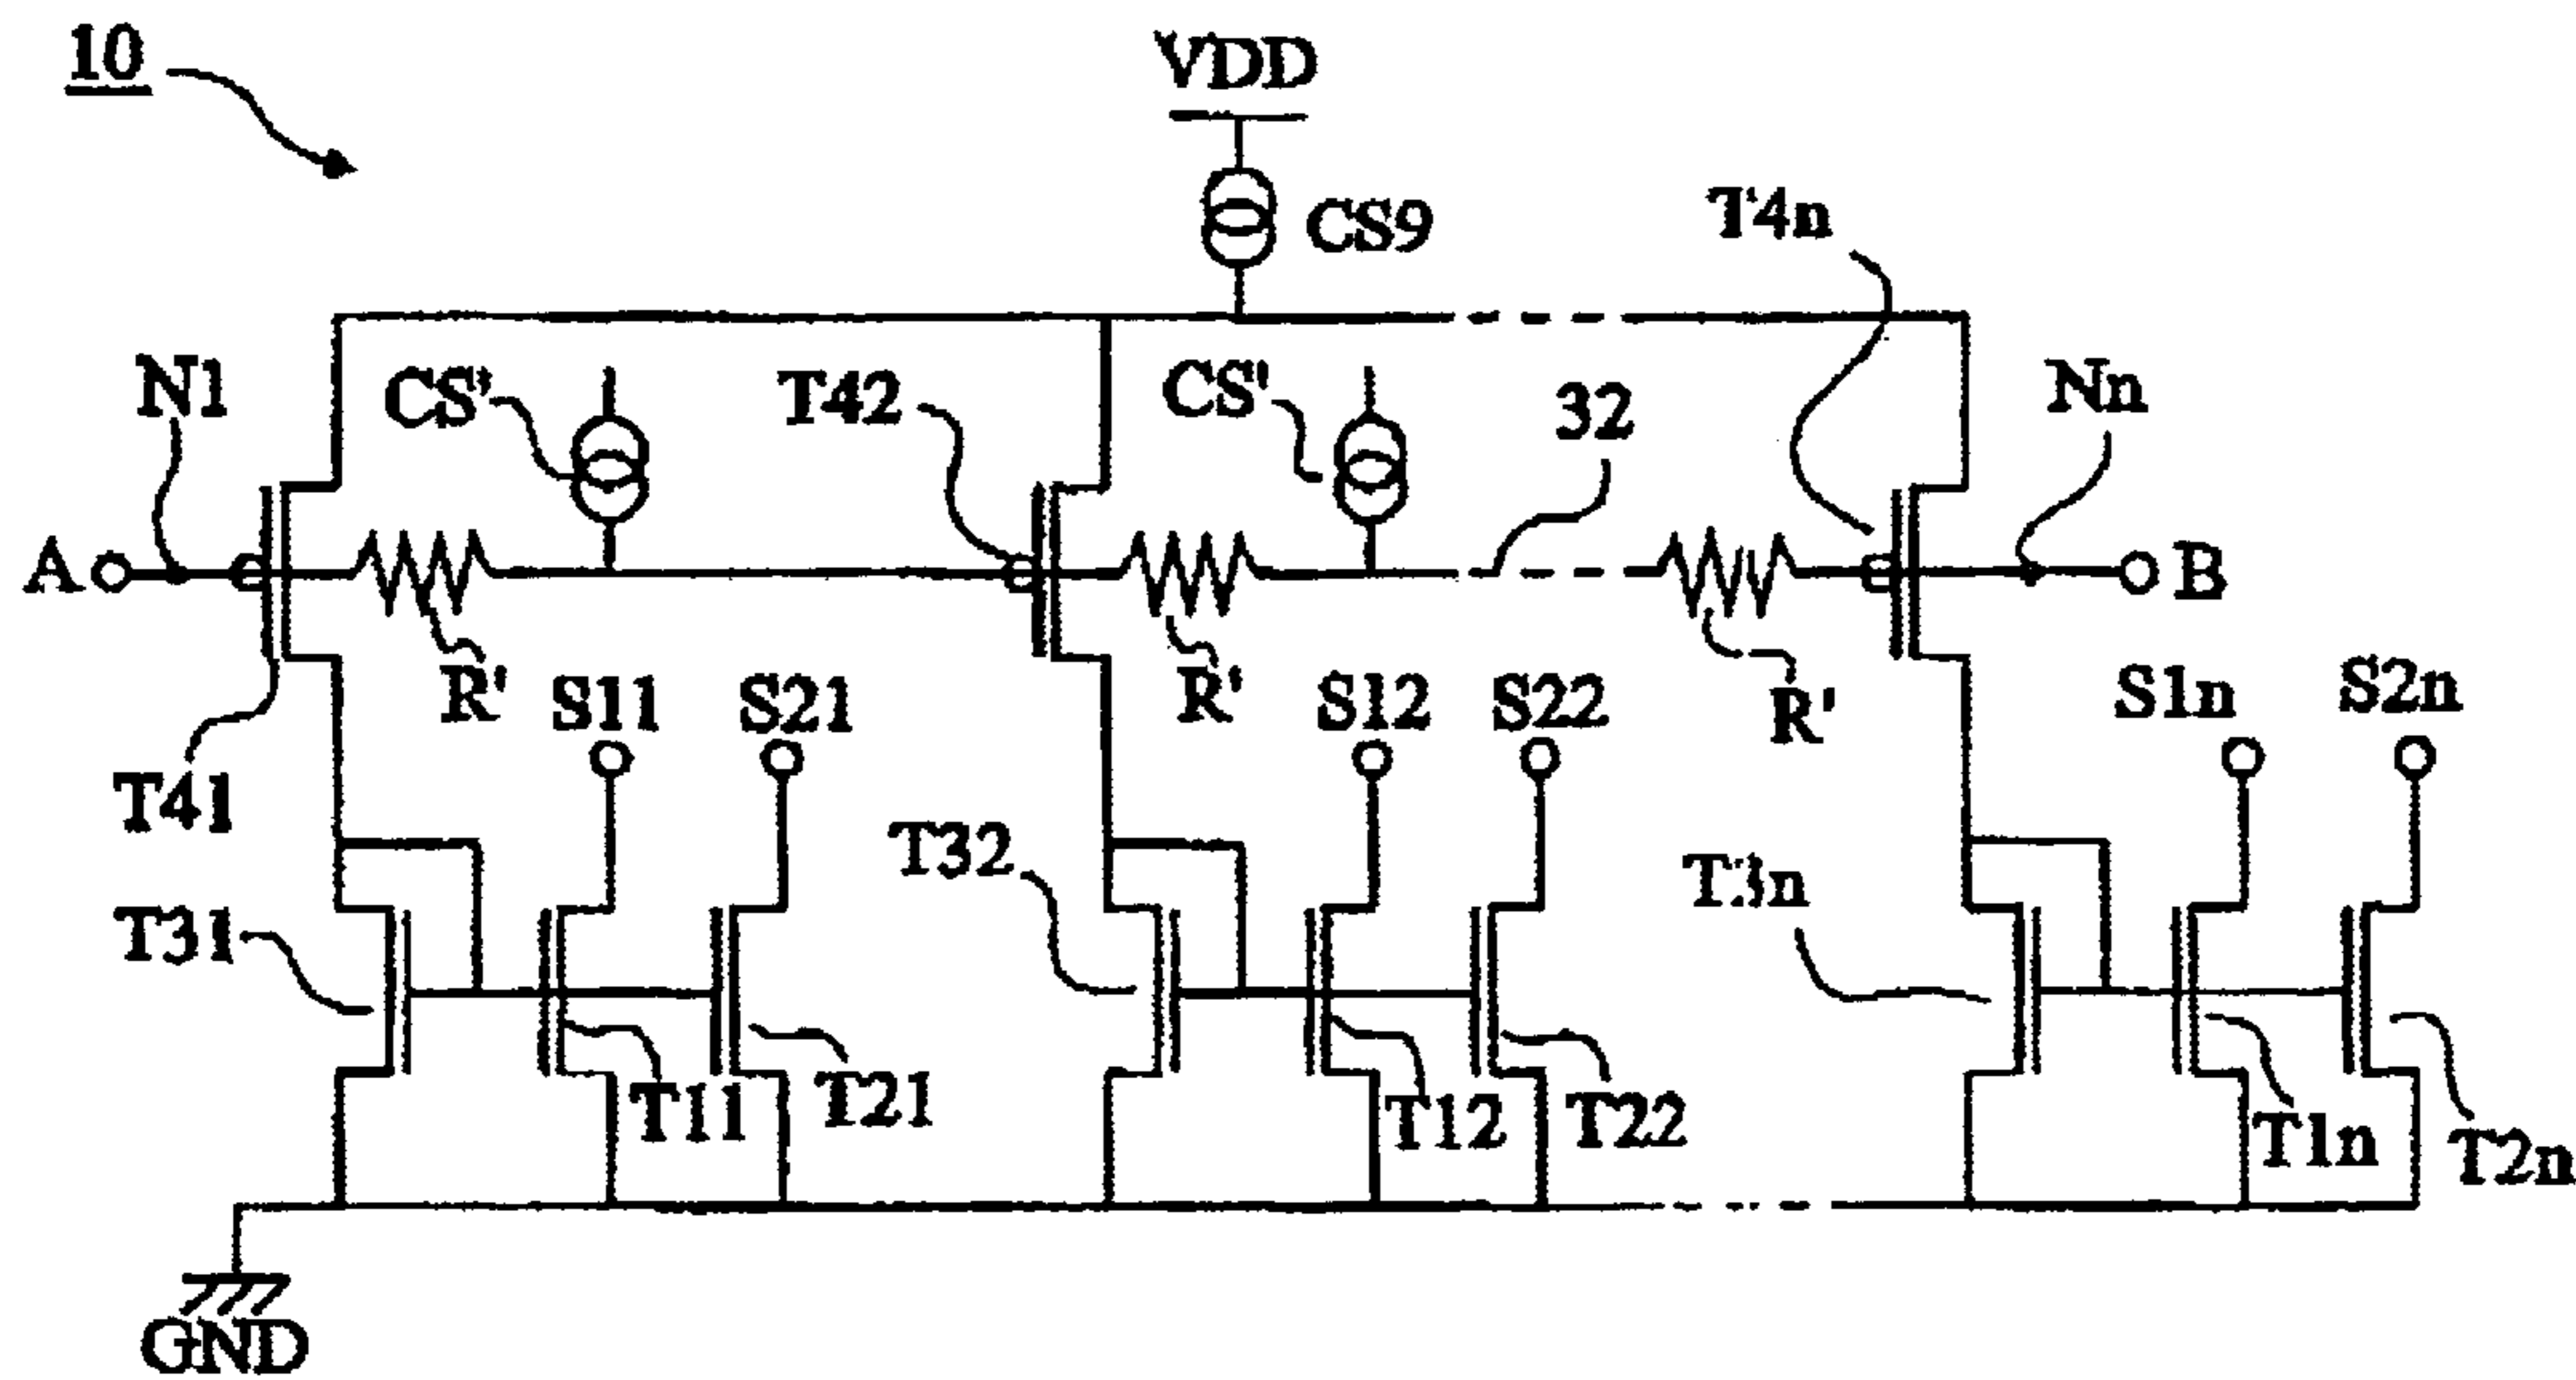 10
VDD
CS9
T4n
N1
CS'
T42
CS'
32
Nn
A
B
R'
S11
S21
R'
S12
S22
R'
S1n
S2n
T41
T31
T32
T3n
T11
T21
T12
T22
T1n
T2n
GND